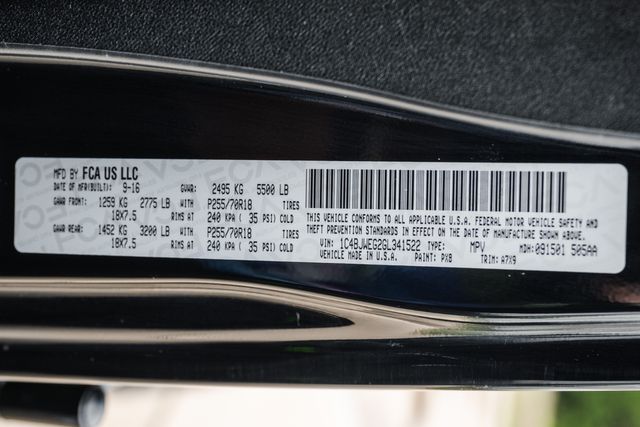 MFD BY FCA US LLC
DATE OF MFR(BUILT): 9-16 GVWR: 2495 KG 5500 LB
GAWR FRONT: 1259 KG 2775 LB WITH P255/70R18 TIRES
18X7.5 RIMS AT 240 KPA ( 35 PSI) COLD
GAWR REAR: 1452 KG 3200 LB WITH P255/70R18 TIRES
18X7.5 RIMS AT 240 KPA ( 35 PSI) COLD
THIS VEHICLE CONFORMS TO ALL APPLICABLE U.S.A. FEDERAL MOTOR VEHICLE SAFETY AND
THEFT PREVENTION STANDARDS IN EFFECT ON THE DATE OF MANUFACTURE SHOWN ABOVE.
VIN: 1C4BJWEG2GL341522 TYPE: MPV MDH: 091501 505AA
VEHICLE MADE IN U.S.A. PAINT: PX8 TRIM: A7X9